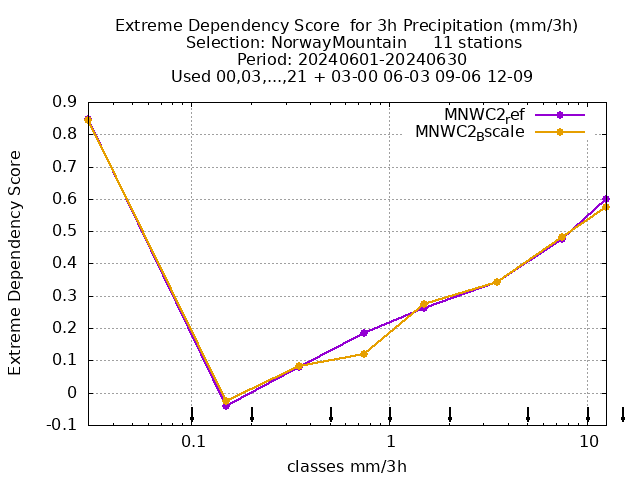 Extreme Dependency Score  for 3h Precipitation (mm/3h)
Selection: NorwayMountain     11 stations
Period: 20240601-20240630
Used 00,03,...,21 + 03-00 06-03 09-06 12-09
MNWC2ref
MNWC2Bscale
0.9
0.8
0.7
0.6
0.5
0.4
0.3
0.2
0.1
0
-0.1
Extreme Dependency Score
0.1 1 10
classes mm/3h